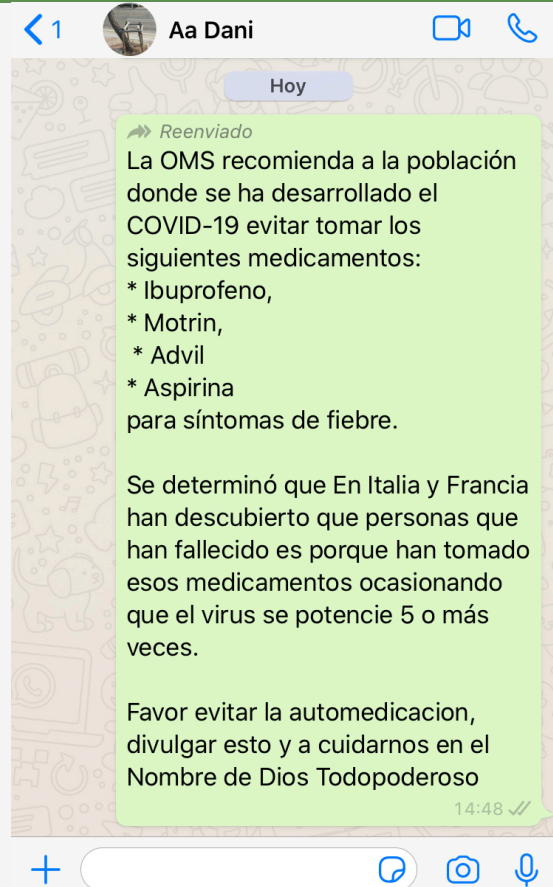 1
Aa Dani
Hoy
Reenviado
La OMS recomienda a la población
donde se ha desarrollado el
COVID-19 evitar tomar los
siguientes medicamentos:
* Ibuprofeno,
* Motrin,
* Advil
* Aspirina
para síntomas de fiebre.
Se determinó que En Italia y Francia
han descubierto que personas que
han fallecido es porque han tomado
esos medicamentos ocasionando
que el virus se potencie 5 o más
veces.
Favor evitar la automedicacion,
divulgar esto y a cuidarnos en el
Nombre de Dios Todopoderoso
14:48